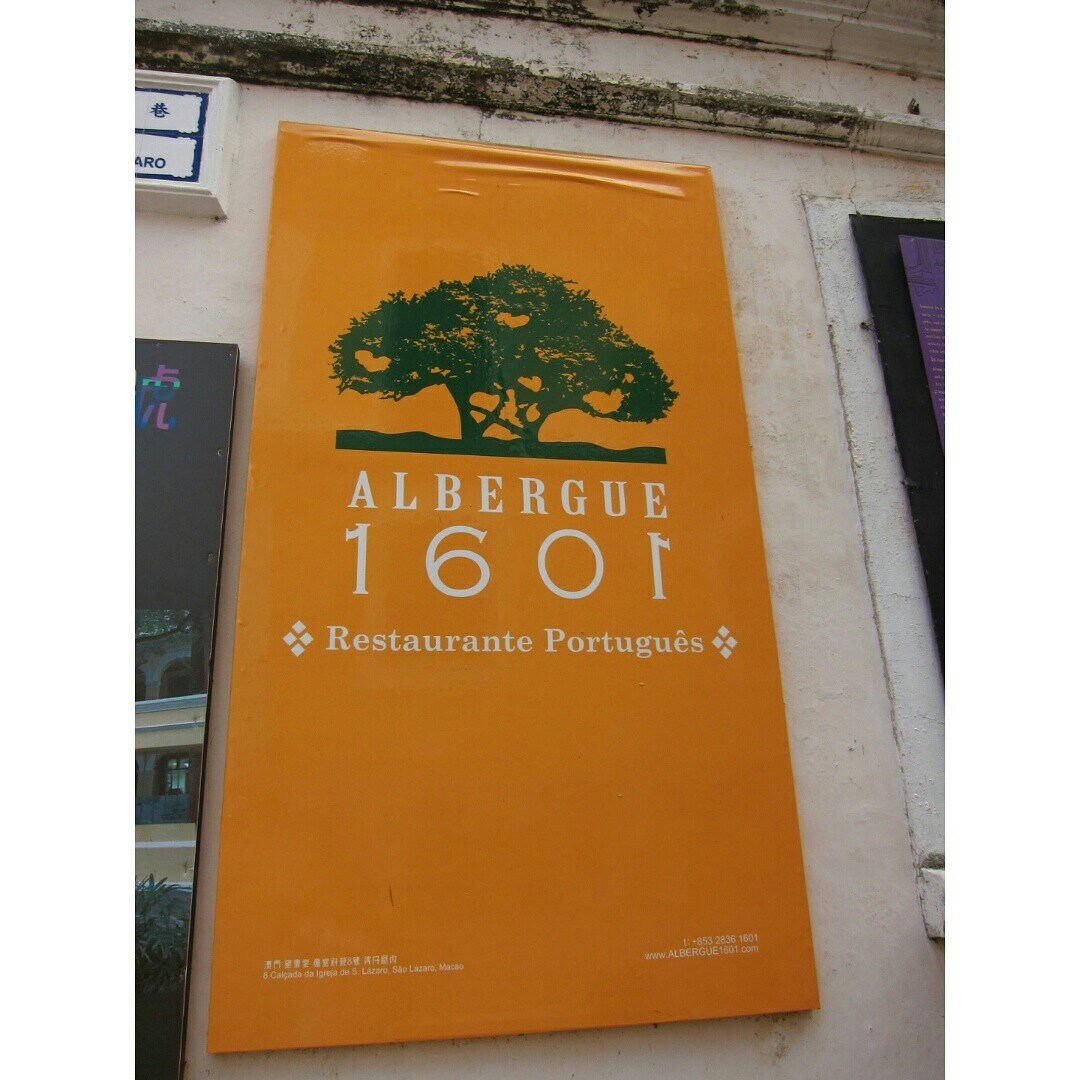 巷
ARO
號
ALBERGUE
1601
Restaurante Português
t: +853 2836 1601
www.ALBERGUE1601.com
8 Calçada da Igreja de S. Lázaro, São Lázaro, Macao